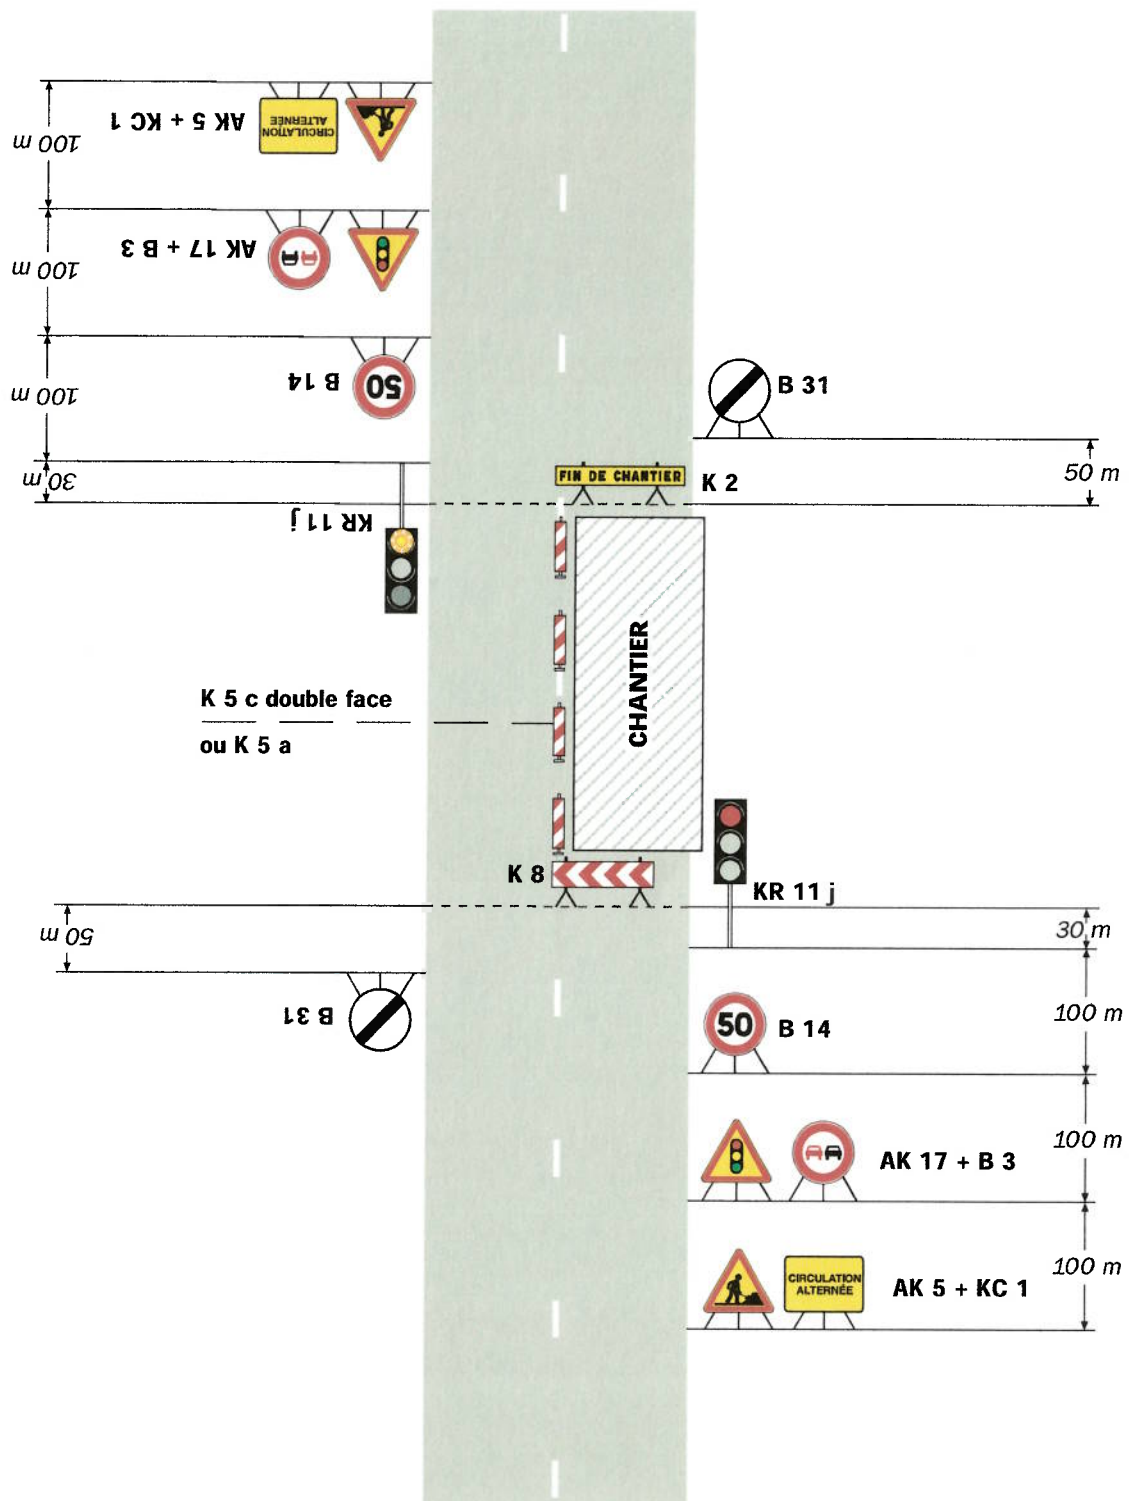 AK 5 + KC 1
CIRCULATION
ALTERNÉE
100 m
AK 17 + B 3
100 m
B 14
50
100 m
B 31
50 m
30 m
FIN DE CHANTIER
K 2
KR 11 j
CHANTIER
K 5 c double face
ou K 5 a
K 8
KR 11 j
50 m
30 m
B 31
50
B 14
100 m
AK 17 + B 3
100 m
CIRCULATION
ALTERNÉE
AK 5 + KC 1
100 m